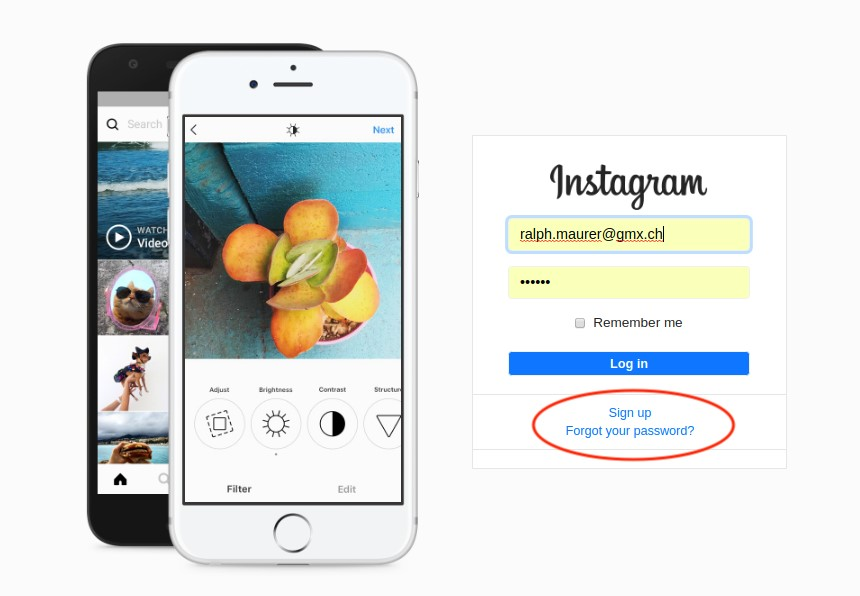 Search
WATCH
Video
Next
Adjust
Brightness
Contrast
Structure
Filter
Edit
Instagram
ralph.maurer@gmx.ch
••••••
Remember me
Log in
Sign up
Forgot your password?